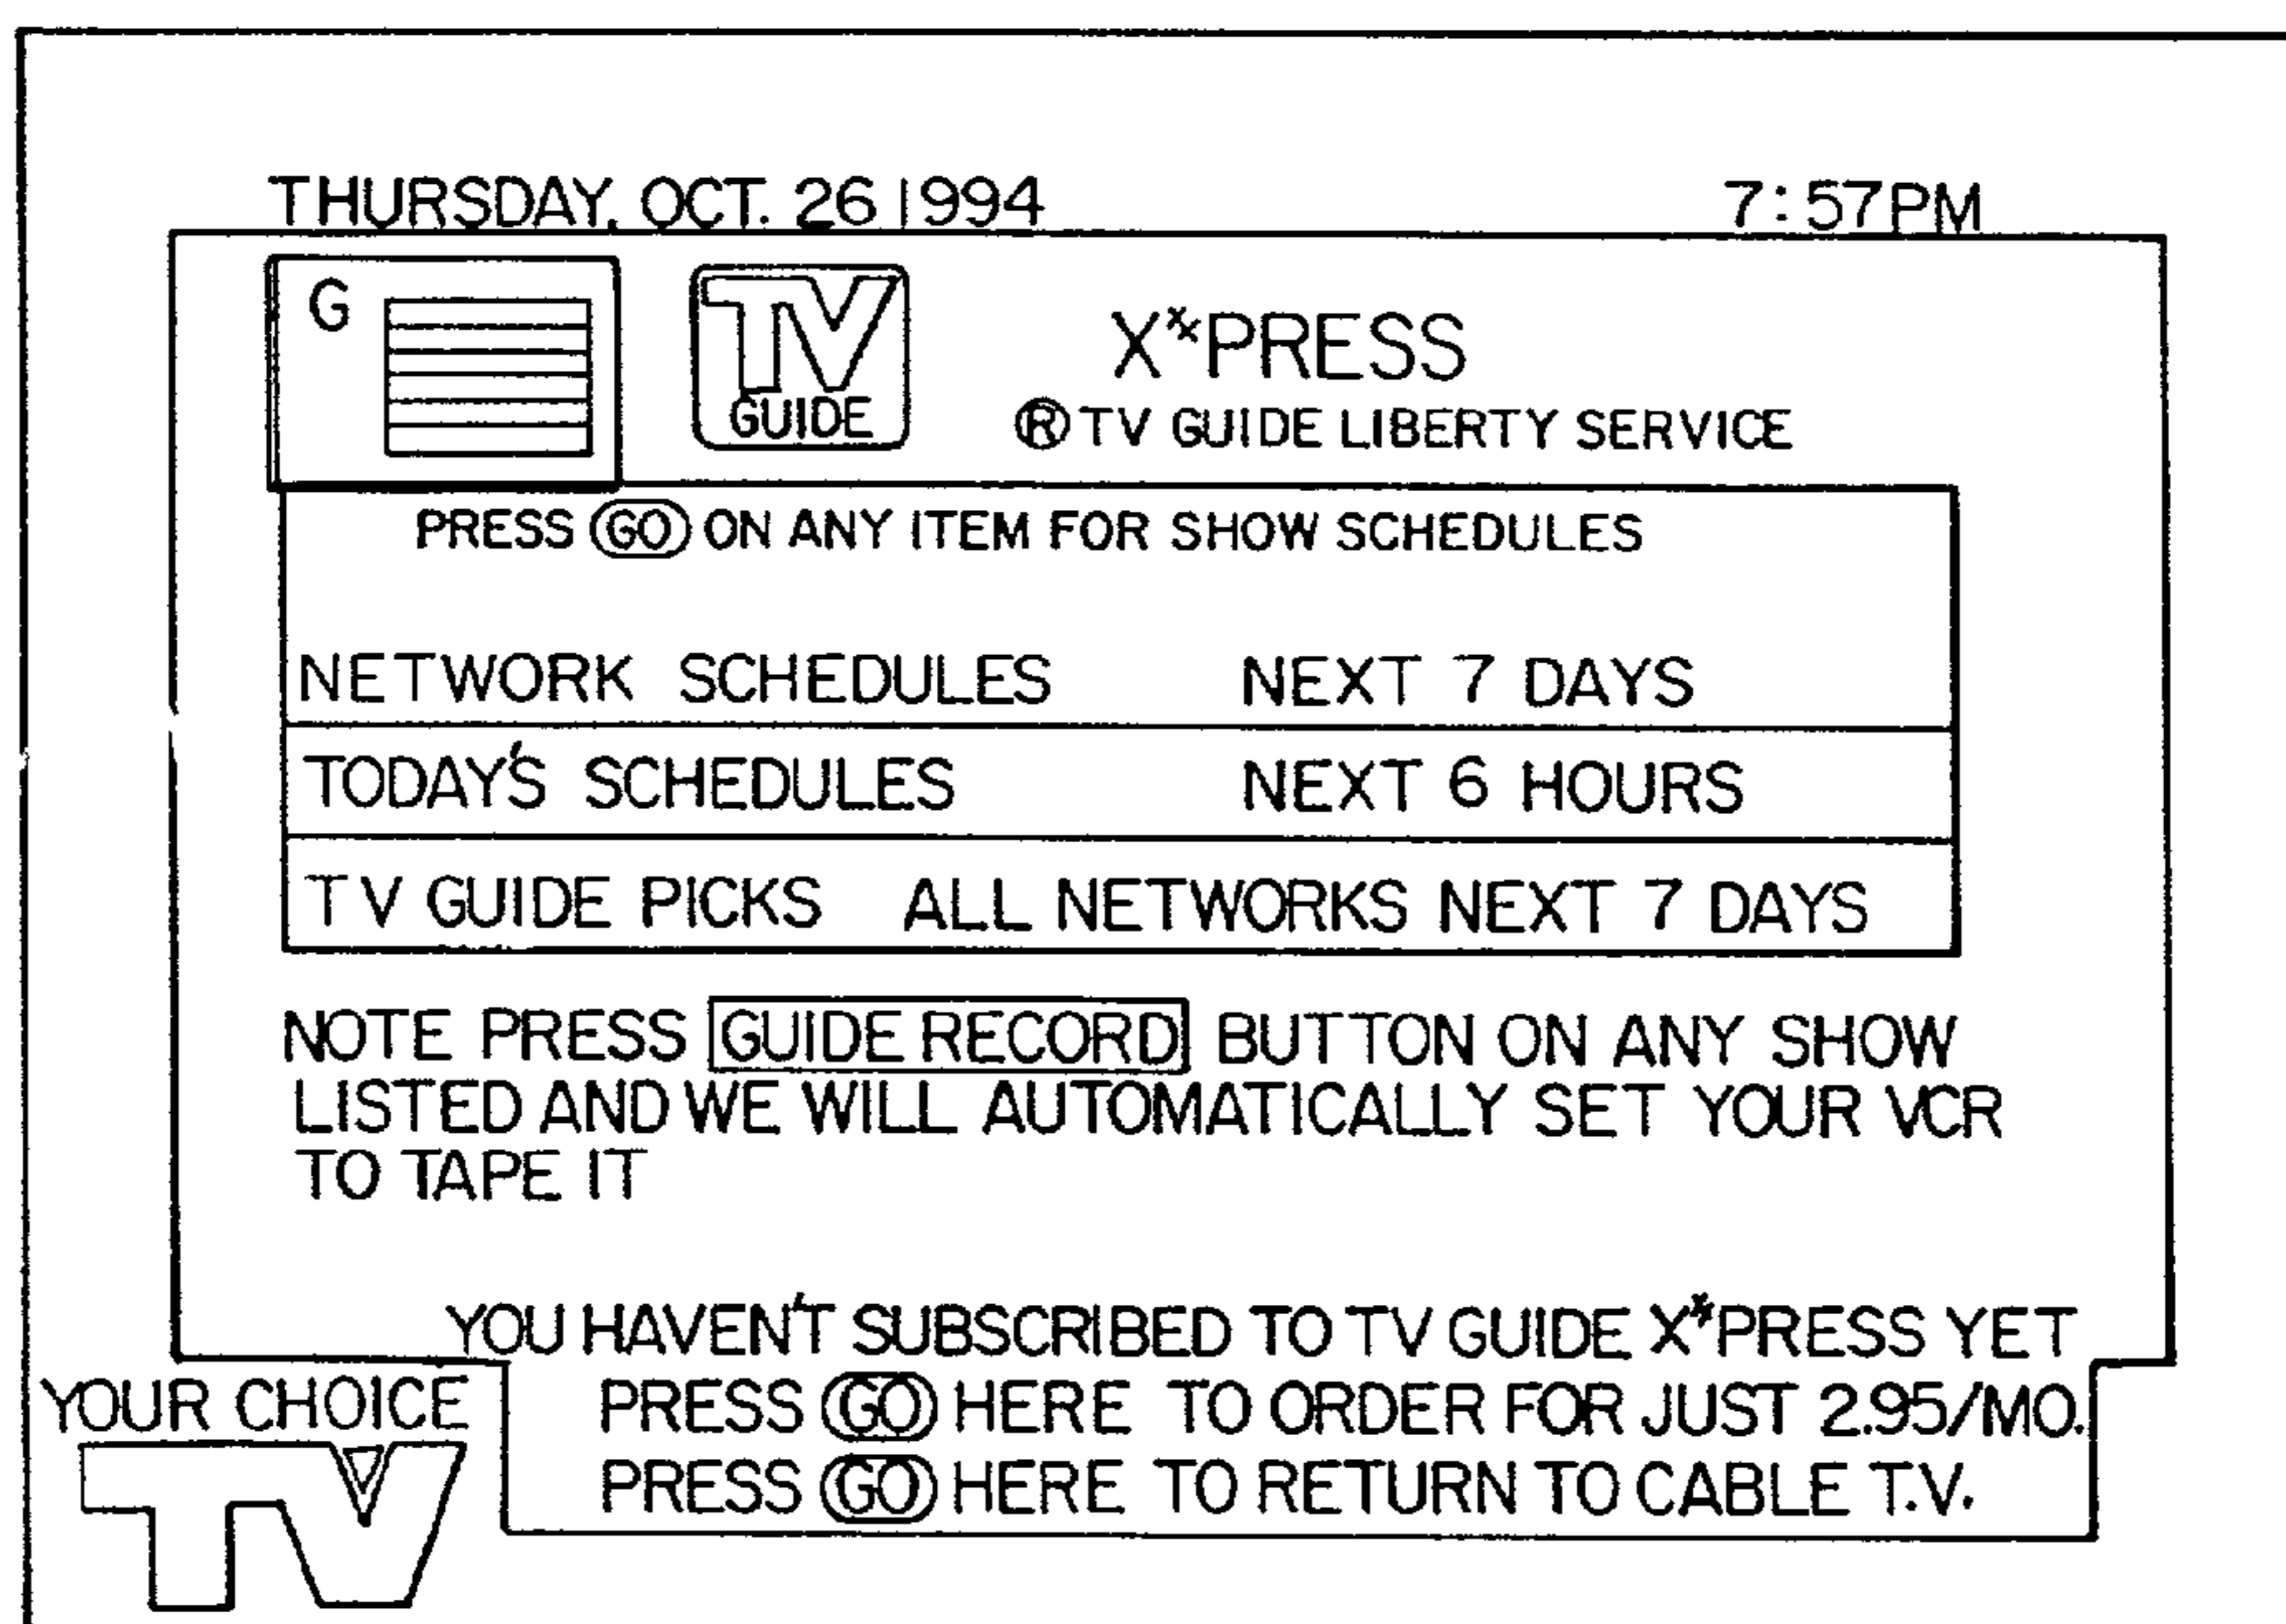 THURSDAY, OCT. 26 1994 7:57PM
G
TV
GUIDE
X**PRESS
® TV GUIDE LIBERTY SERVICE
PRESS GO ON ANY ITEM FOR SHOW SCHEDULES
NETWORK SCHEDULES NEXT 7 DAYS
TODAY'S SCHEDULES NEXT 6 HOURS
TV GUIDE PICKS ALL NETWORKS NEXT 7 DAYS
NOTE PRESS GUIDE RECORD BUTTON ON ANY SHOW
LISTED AND WE WILL AUTOMATICALLY SET YOUR VCR
TO TAPE IT
YOU HAVEN'T SUBSCRIBED TO TV GUIDE X**PRESS YET
PRESS GO HERE TO ORDER FOR JUST 2.95/MO.
PRESS GO HERE TO RETURN TO CABLE T.V.
YOUR CHOICE
TV